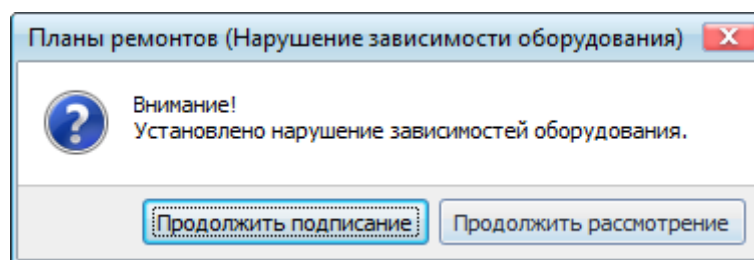 Планы ремонтов (Нарушение зависимости оборудования)
Внимание!
Установлено нарушение зависимостей оборудования.
Продолжить подписание
Продолжить рассмотрение